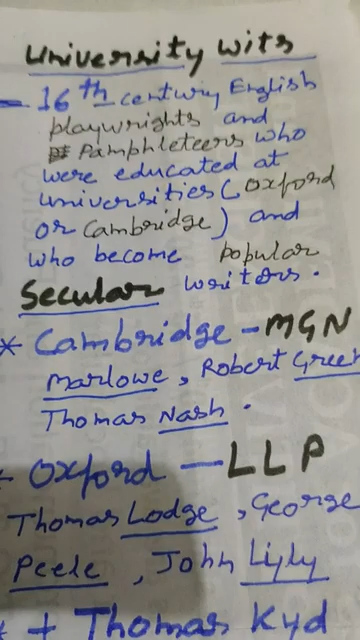 University wits
– 16th century English
playwrights and
Pamphleteers who
were educated at
universities (Oxford
or Cambridge) and
who become popular
Secular writers.
* Cambridge – MGN
Marlowe, Robert Green
Thomas Nash.
Oxford — LLP
Thomas Lodge, George
Peele, John Lyly
* + Thomas Kyd